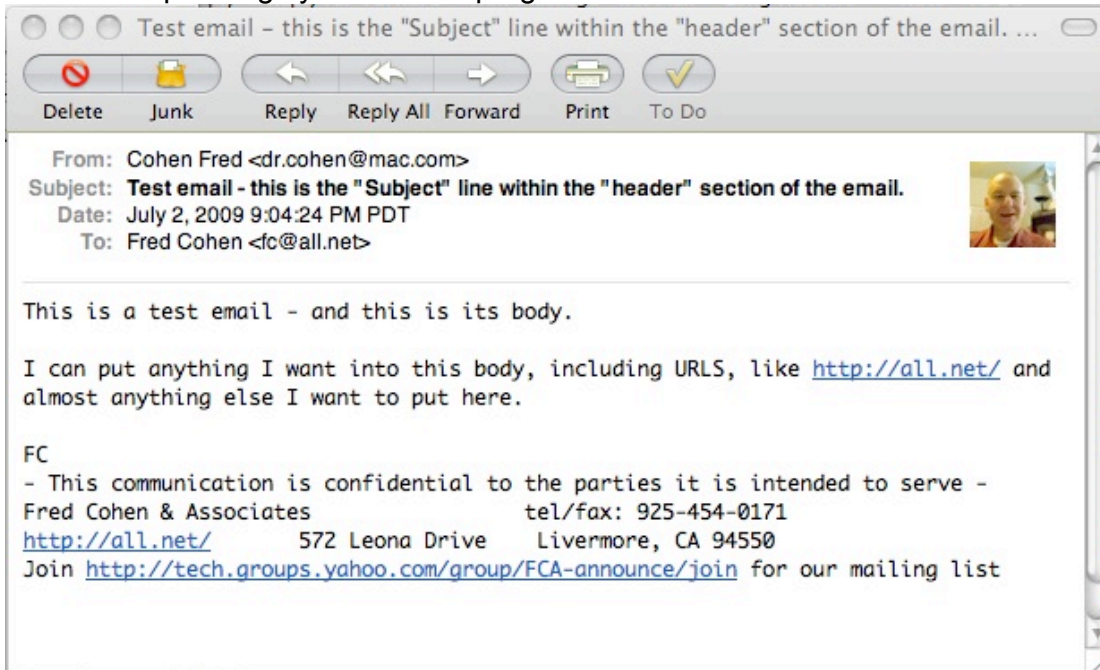 Test email – this is the "Subject" line within the "header" section of the email. ...
Delete Junk Reply Reply All Forward Print To Do
From: Cohen Fred <dr.cohen@mac.com>
Subject: Test email - this is the "Subject" line within the "header" section of the email.
Date: July 2, 2009 9:04:24 PM PDT
To: Fred Cohen <fc@all.net>
This is a test email - and this is its body.
I can put anything I want into this body, including URLS, like http://all.net/ and
almost anything else I want to put here.
FC
- This communication is confidential to the parties it is intended to serve -
Fred Cohen & Associates tel/fax: 925-454-0171
http://all.net/ 572 Leona Drive Livermore, CA 94550
Join http://tech.groups.yahoo.com/group/FCA-announce/join for our mailing list